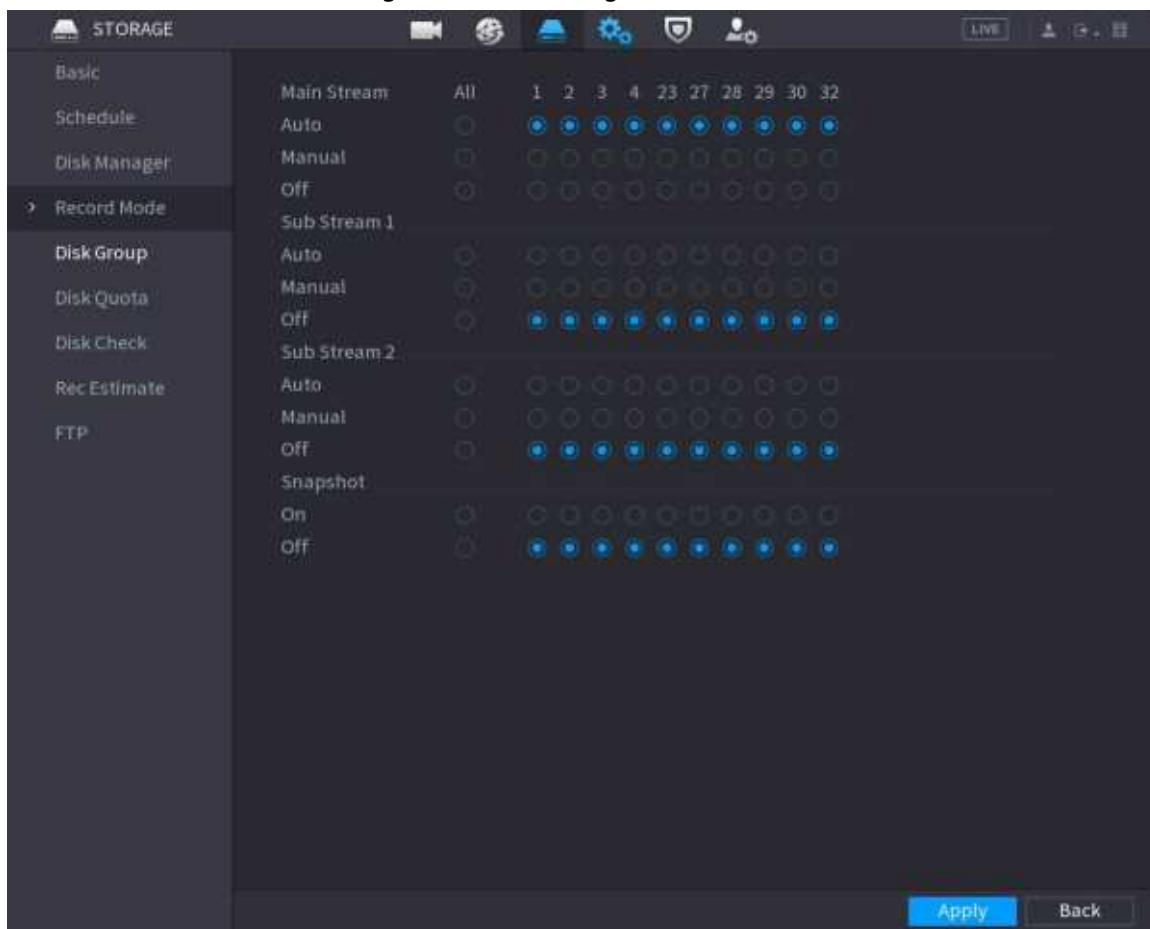 STORAGE LIVE
Basic
Schedule
Disk Manager
Record Mode
Disk Group
Disk Quota
Disk Check
Rec Estimate
FTP
Main Stream All 1 2 3 4 23 27 28 29 30 32
Auto
Manual
Off
Sub Stream 1
Auto
Manual
Off
Sub Stream 2
Auto
Manual
Off
Snapshot
On
Off
Apply Back